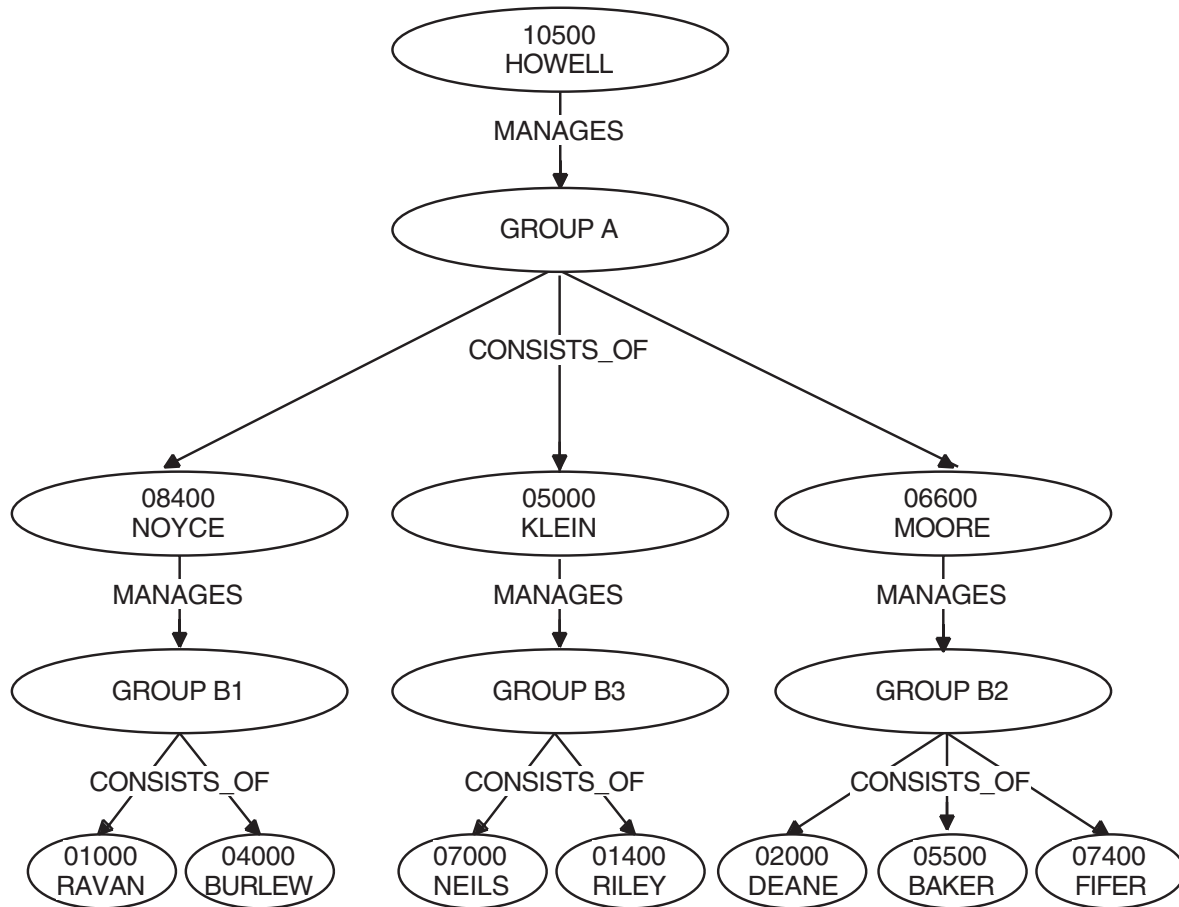 10500
HOWELL
MANAGES
GROUP A
CONSISTS_OF
08400
NOYCE
05000
KLEIN
06600
MOORE
MANAGES
MANAGES
MANAGES
GROUP B1
GROUP B3
GROUP B2
CONSISTS_OF
CONSISTS_OF
CONSISTS_OF
01000
RAVAN
04000
BURLEW
07000
NEILS
01400
RILEY
02000
DEANE
05500
BAKER
07400
FIFER